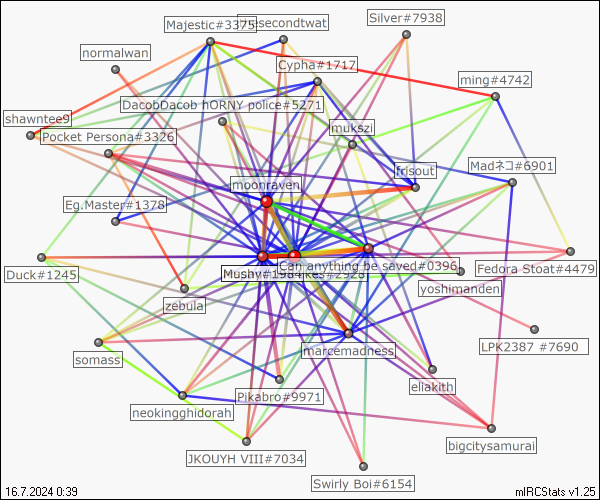 Silver#7938
Majestic#3375
secondtwat
normalwan
Cypha#1717
ming#4742
DacobDacob hORNY police#5271
shawntee9
mukszi
Pocket Persona#3326
Madネコ#6901
frisout
moonraven
Eg.Master#1378
Can anything be saved#0396
Duck#1245
Mushy#1984
kes#2928
Fedora Stoat#4479
yoshimanden
zebula
LPK2387 #7690
marcemadness
somass
eliakith
Pikabro#9971
neokingghidorah
bigcitysamurai
JKOUYH VIII#7034
Swirly Boi#6154
16.7.2024 0:39
mIRCStats v1.25